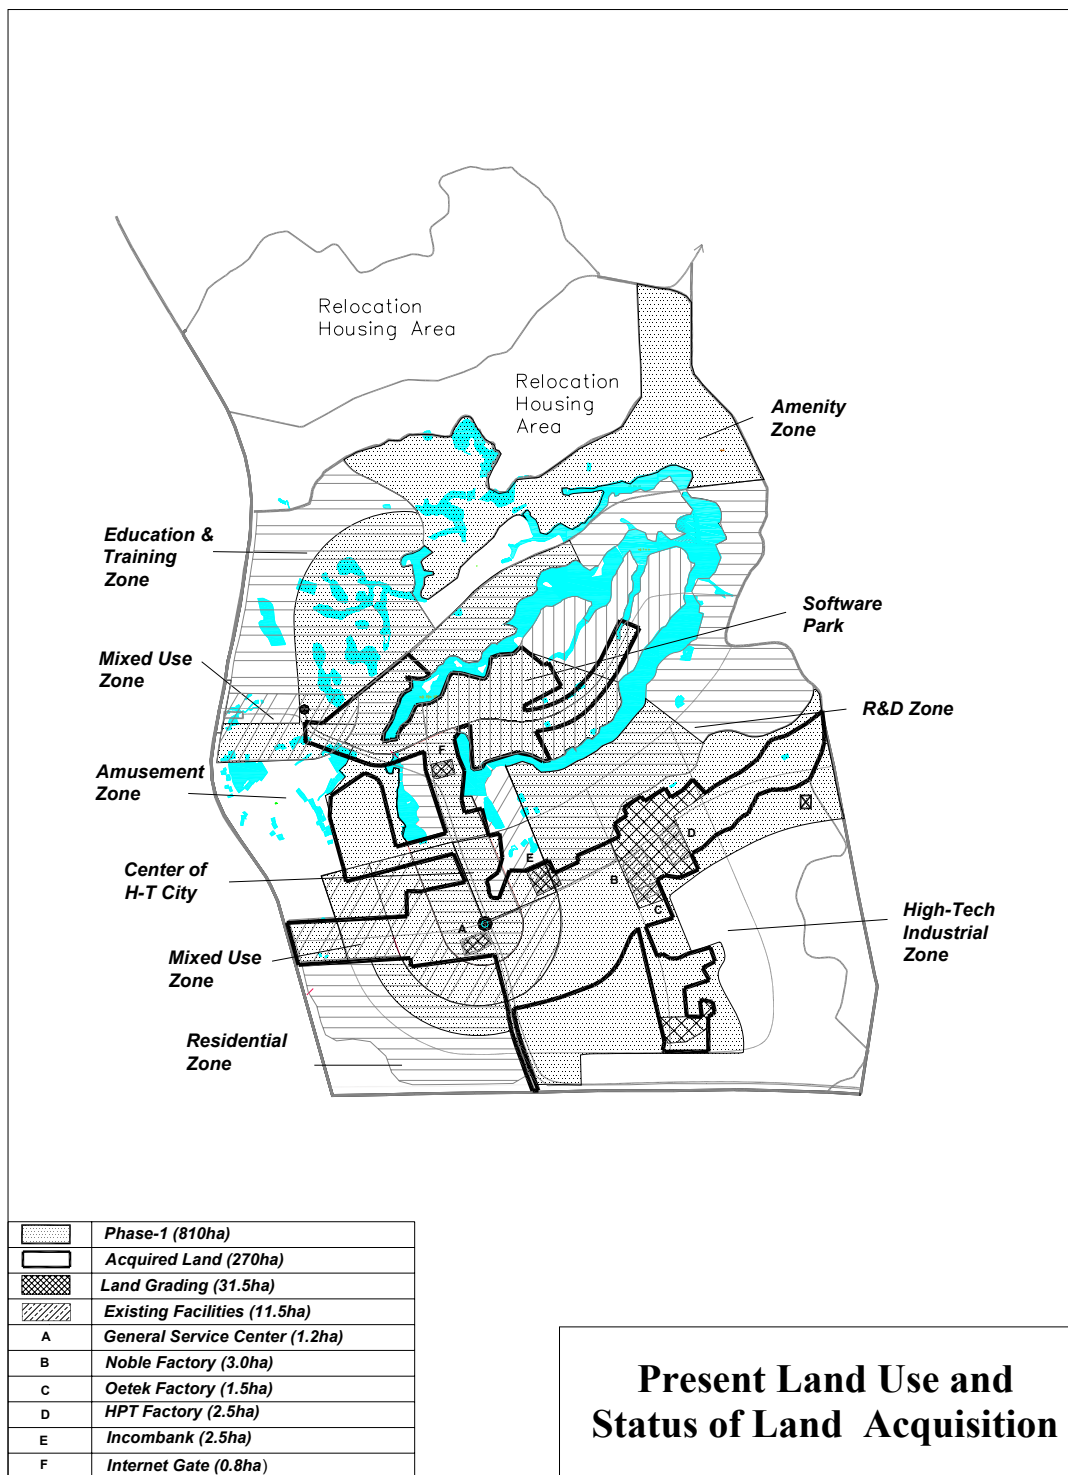 Relocation
Housing Area
Relocation
Housing
Area
Amenity
Zone
Education &
Training
Zone
Software
Park
Mixed Use
Zone
R&D Zone
F
Amusement
Zone
D
E
Center of
H-T City
B
C
High-Tech
Industrial
Zone
A
Mixed Use
Zone
Residential
Zone
Phase-1 (810ha)
Acquired Land (270ha)
Land Grading (31.5ha)
Existing Facilities (11.5ha)
A General Service Center (1.2ha)
B Noble Factory (3.0ha)
C Oetek Factory (1.5ha)
D HPT Factory (2.5ha)
E Incombank (2.5ha)
F Internet Gate (0.8ha)
Present Land Use and
Status of Land Acquisition